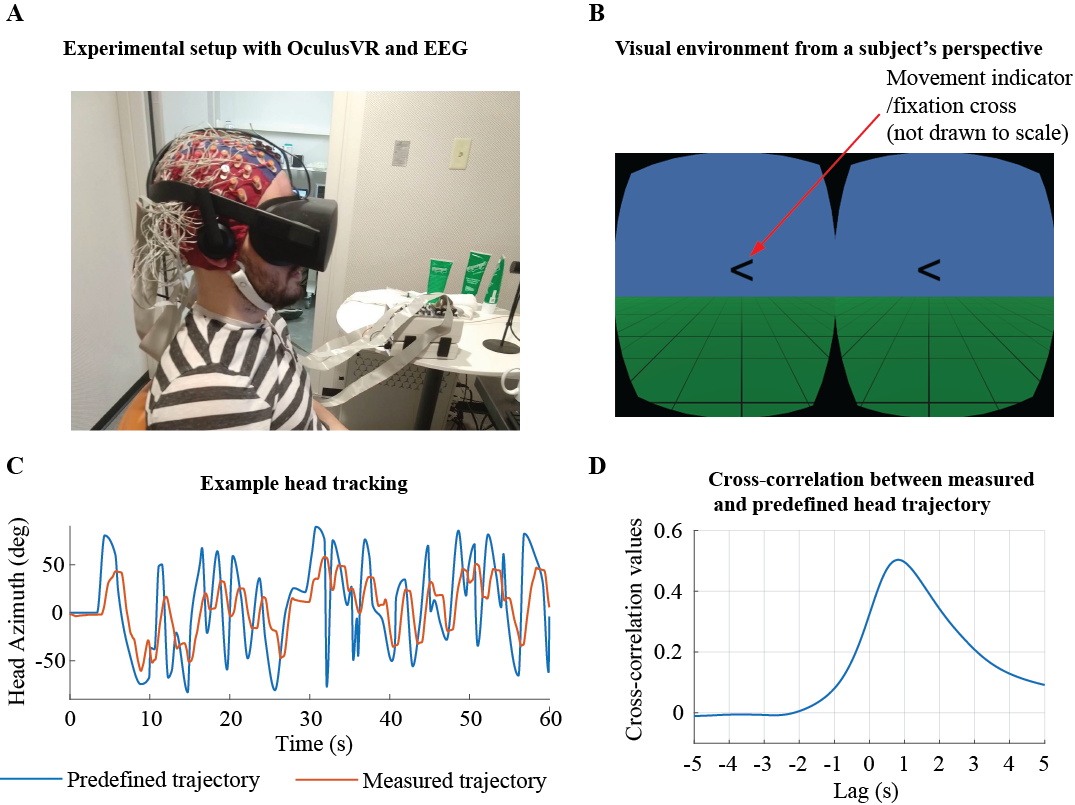 A
Experimental setup with OculusVR and EEG
B
Visual environment from a subject's perspective
Movement indicator
/fixation cross
(not drawn to scale)
< <
C
Example head tracking
Head Azimuth (deg)
50
0
-50
0 10 20 30 40 50 60
Time (s)
Predefined trajectory
Measured trajectory
D
Cross-correlation between measured
and predefined head trajectory
Cross-correlation values
0.6
0.4
0.2
0
-5 -4 -3 -2 -1 0 1 2 3 4 5
Lag (s)